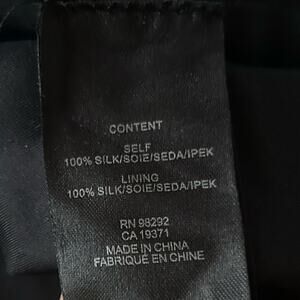 CONTENT
SELF
100% SILK/SOIE/SEDA/IPEK
LINING
100% SILK/SOIE/SEDA/IPEK
RN 98292
CA 19371
MADE IN CHINA
FABRIQUÉ EN CHINE